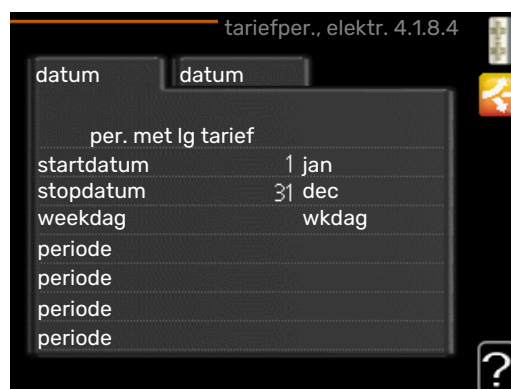 tariefper., elektr. 4.1.8.4
datum datum
per. met lg tarief
startdatum 1 jan
stopdatum 31 dec
weekdag wkdag
periode
periode
periode
periode
?